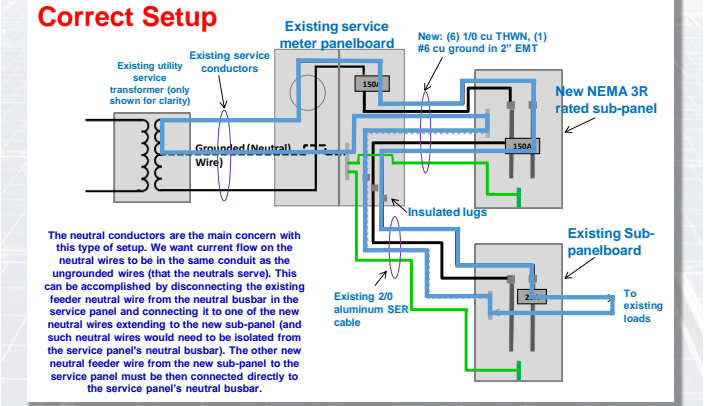 Correct Setup
Existing service
meter panelboard
New: (6) 1/0 cu THWN, (1)
#6 cu ground in 2" EMT
Existing utility
service
transformer (only
shown for clarity)
Existing service
conductors
150A
New NEMA 3R
rated sub-panel
150A
Grounded (Neutral)
Wire)
Insulated lugs
The neutral conductors are the main concern with
this type of setup. We want current flow on the
neutral wires to be in the same conduit as the
ungrounded wires (that the neutrals serve). This
can be accomplished by disconnecting the existing
feeder neutral wire from the neutral busbar in the
service panel and connecting it to one of the new
neutral wires extending to the new sub-panel (and
such neutral wires would need to be isolated from
the service panel's neutral busbar). The other new
neutral feeder wire from the new sub-panel to the
service panel must be then connected directly to
the service panel's neutral busbar.
Existing 2/0
aluminum SER
cable
Existing Sub-
panelboard
To
existing
loads